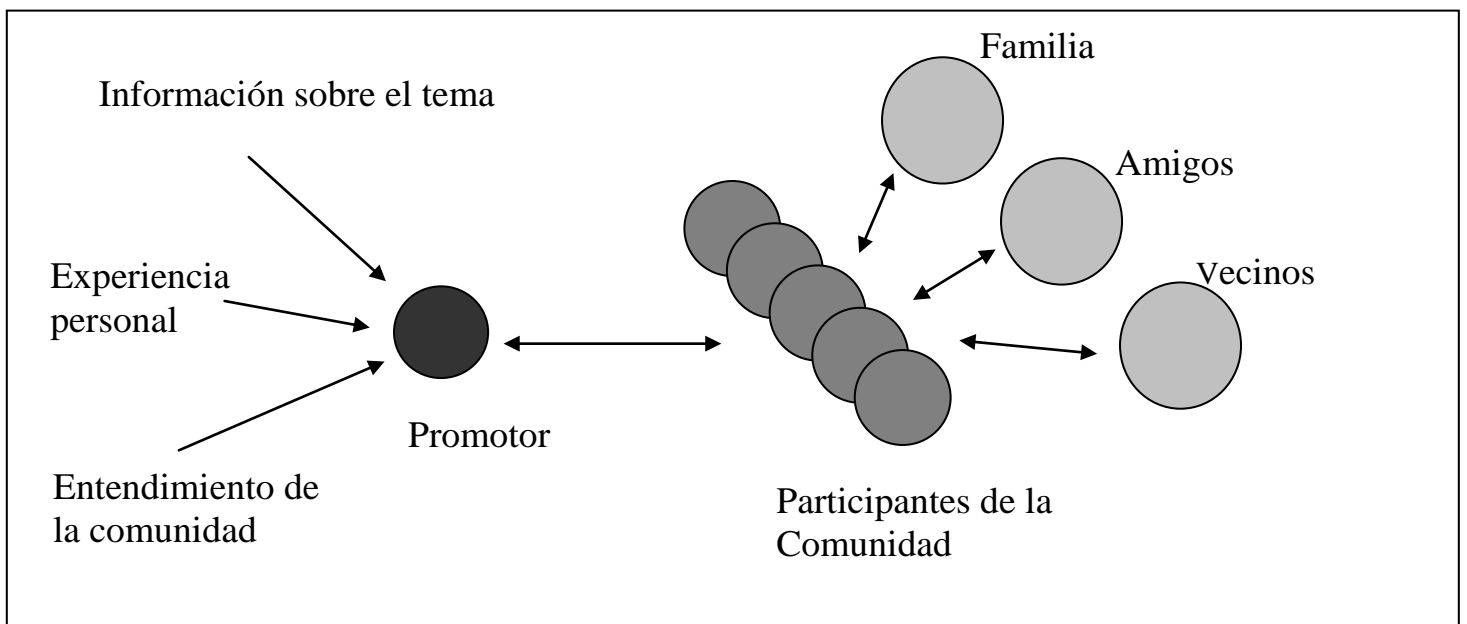 Información sobre el tema
Experiencia
personal
Entendimiento de
la comunidad
Promotor
Participantes de la
Comunidad
Familia
Amigos
Vecinos